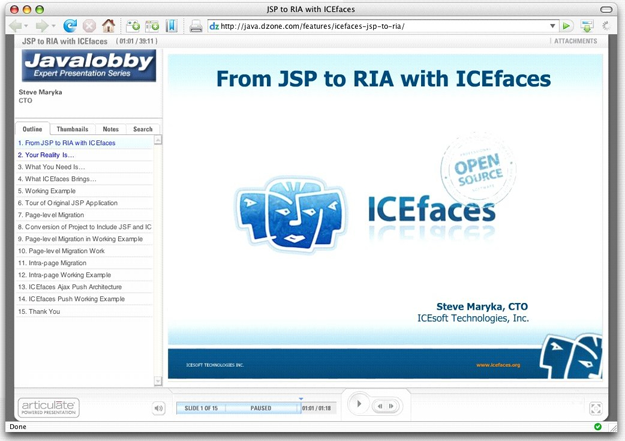 JSP to RIA with ICEfaces
dz http://java.dzone.com/features/icefaces-jsp-to-ria/
JSP to RIA with ICEfaces ( 01:01 / 39:11 )
ATTACHMENTS
Javalobby
Expert Presentation Series
Steve Maryka
CTO
Outline Thumbnails Notes Search
1. From JSP to RIA with ICEfaces
2. Your Reality Is...
3. What You Need Is...
4. What ICEfaces Brings...
5. Working Example
6. Tour of Original JSP Application
7. Page-level Migration
8. Conversion of Project to Include JSF and IC
9. Page-level Migration in Working Example
10. Page-level Migration Work
11. Intra-page Migration
12. Intra-page Working Example
13. ICEfaces Ajax Push Architecture
14. ICEfaces Push Working Example
15. Thank You
From JSP to RIA with ICEfaces
OPEN
SOURCE
ICEfaces
Steve Maryka, CTO
ICEsoft Technologies, Inc.
ICESOFT TECHNOLOGIES INC.
www.icefaces.org
articulate
POWERED PRESENTATION
SLIDE 1 OF 15 PAUSED 01:01 / 01:18
Done